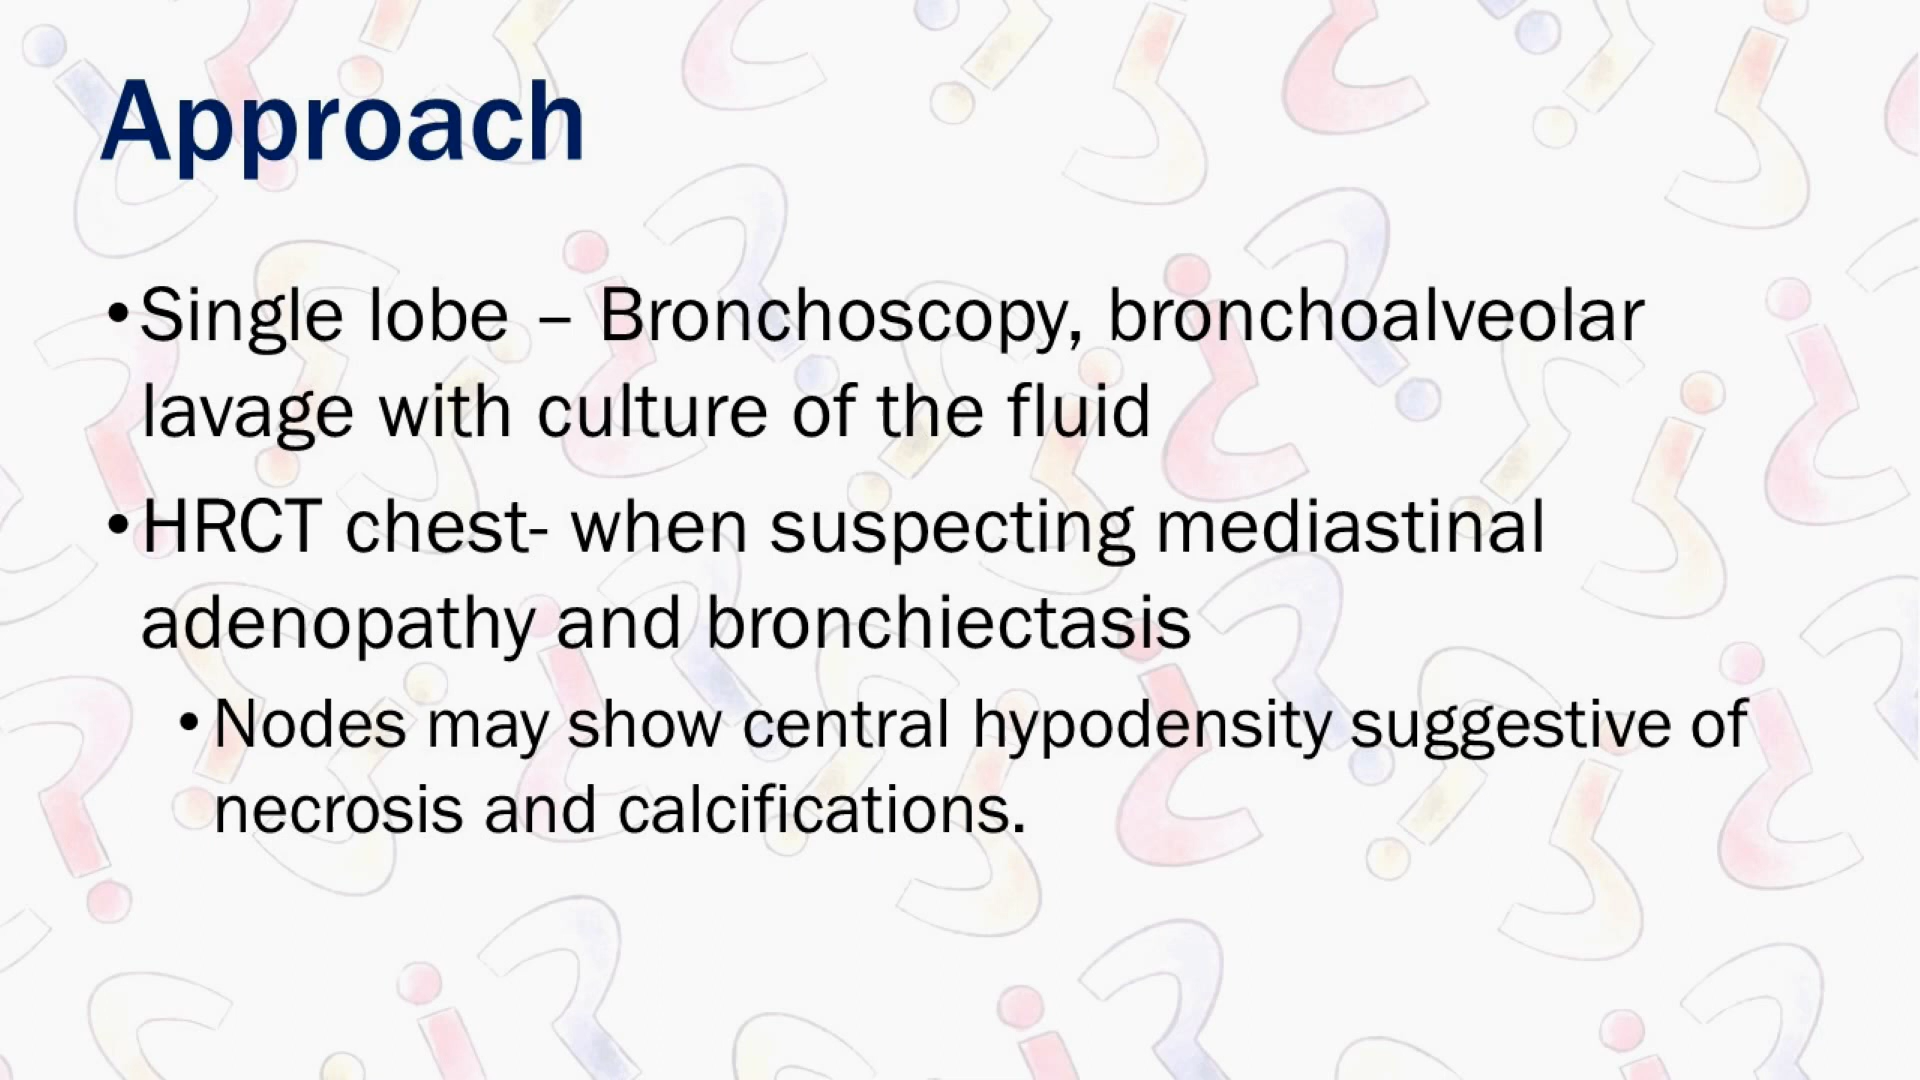 Approach
•Single lobe – Bronchoscopy, bronchoalveolar
lavage with culture of the fluid
•HRCT chest- when suspecting mediastinal
adenopathy and bronchiectasis
•Nodes may show central hypodensity suggestive of
necrosis and calcifications.